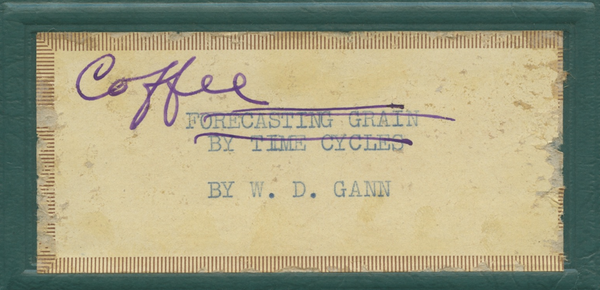 Coffee
FORECASTING GRAIN
BY TIME CYCLES
BY W. D. GANN